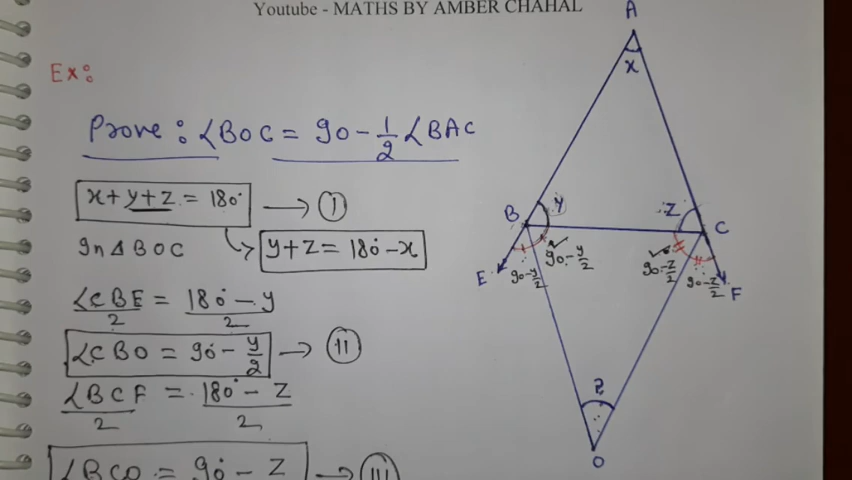 Youtube - MATHS BY AMBER CHAHAL
Ex:
Prove: ∠BOC = 90 - 1/2 ∠BAC
x + y + z = 180° → (I)
In Δ BOC
y + z = 180° - x
∠CBE/2 = 180° - y/2
∠CBO = 90° - y/2 → (II)
∠BCF/2 = 180° - z/2
∠BCO = 90° - z → (III)
A
x
B
y
z
C
E
90 - y/2
90 - y/2
90 - z/2
90 - z/2
F
?
O